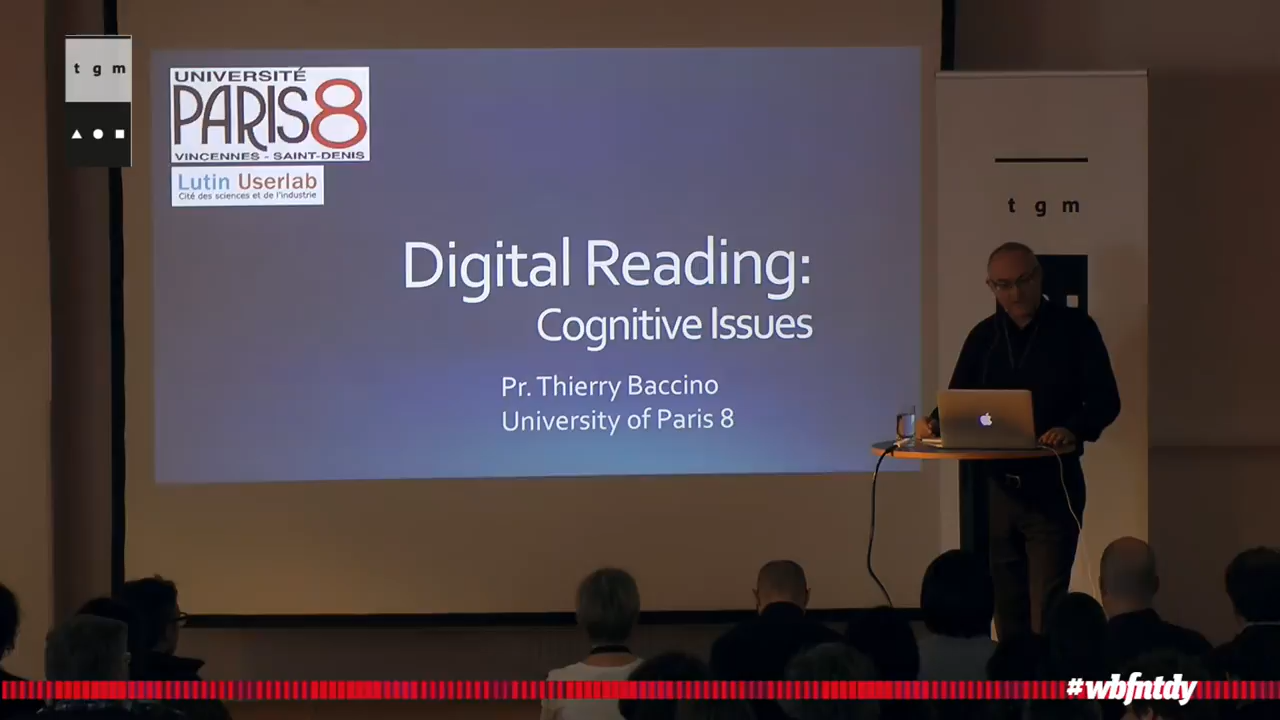 t g m
UNIVERSITÉ
PARIS8
VINCENNES - SAINT-DENIS
Lutin Userlab
Cité des sciences et de l'industrie
Digital Reading:
Cognitive Issues
Pr. Thierry Baccino
University of Paris 8
t g m
#wbfntdy